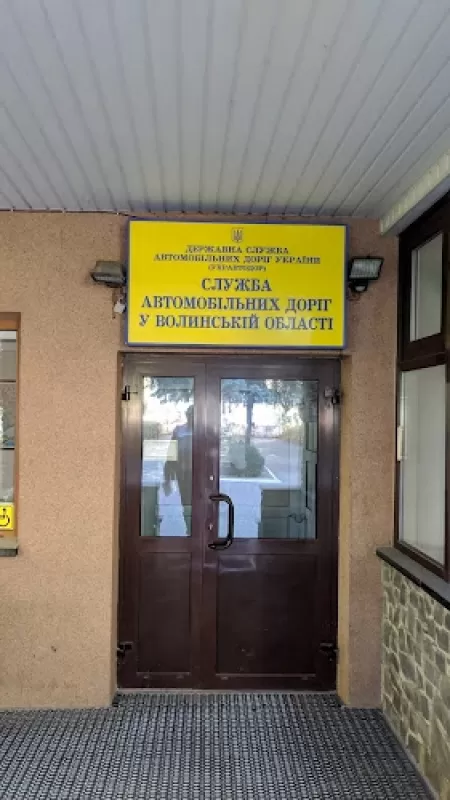 ДЕРЖАВНА СЛУЖБА
АВТОМОБІЛЬНИХ ДОРІГ УКРАЇНИ
(УКРАВТОДОР)
СЛУЖБА
АВТОМОБІЛЬНИХ ДОРІГ
У ВОЛИНСЬКІЙ ОБЛАСТІ